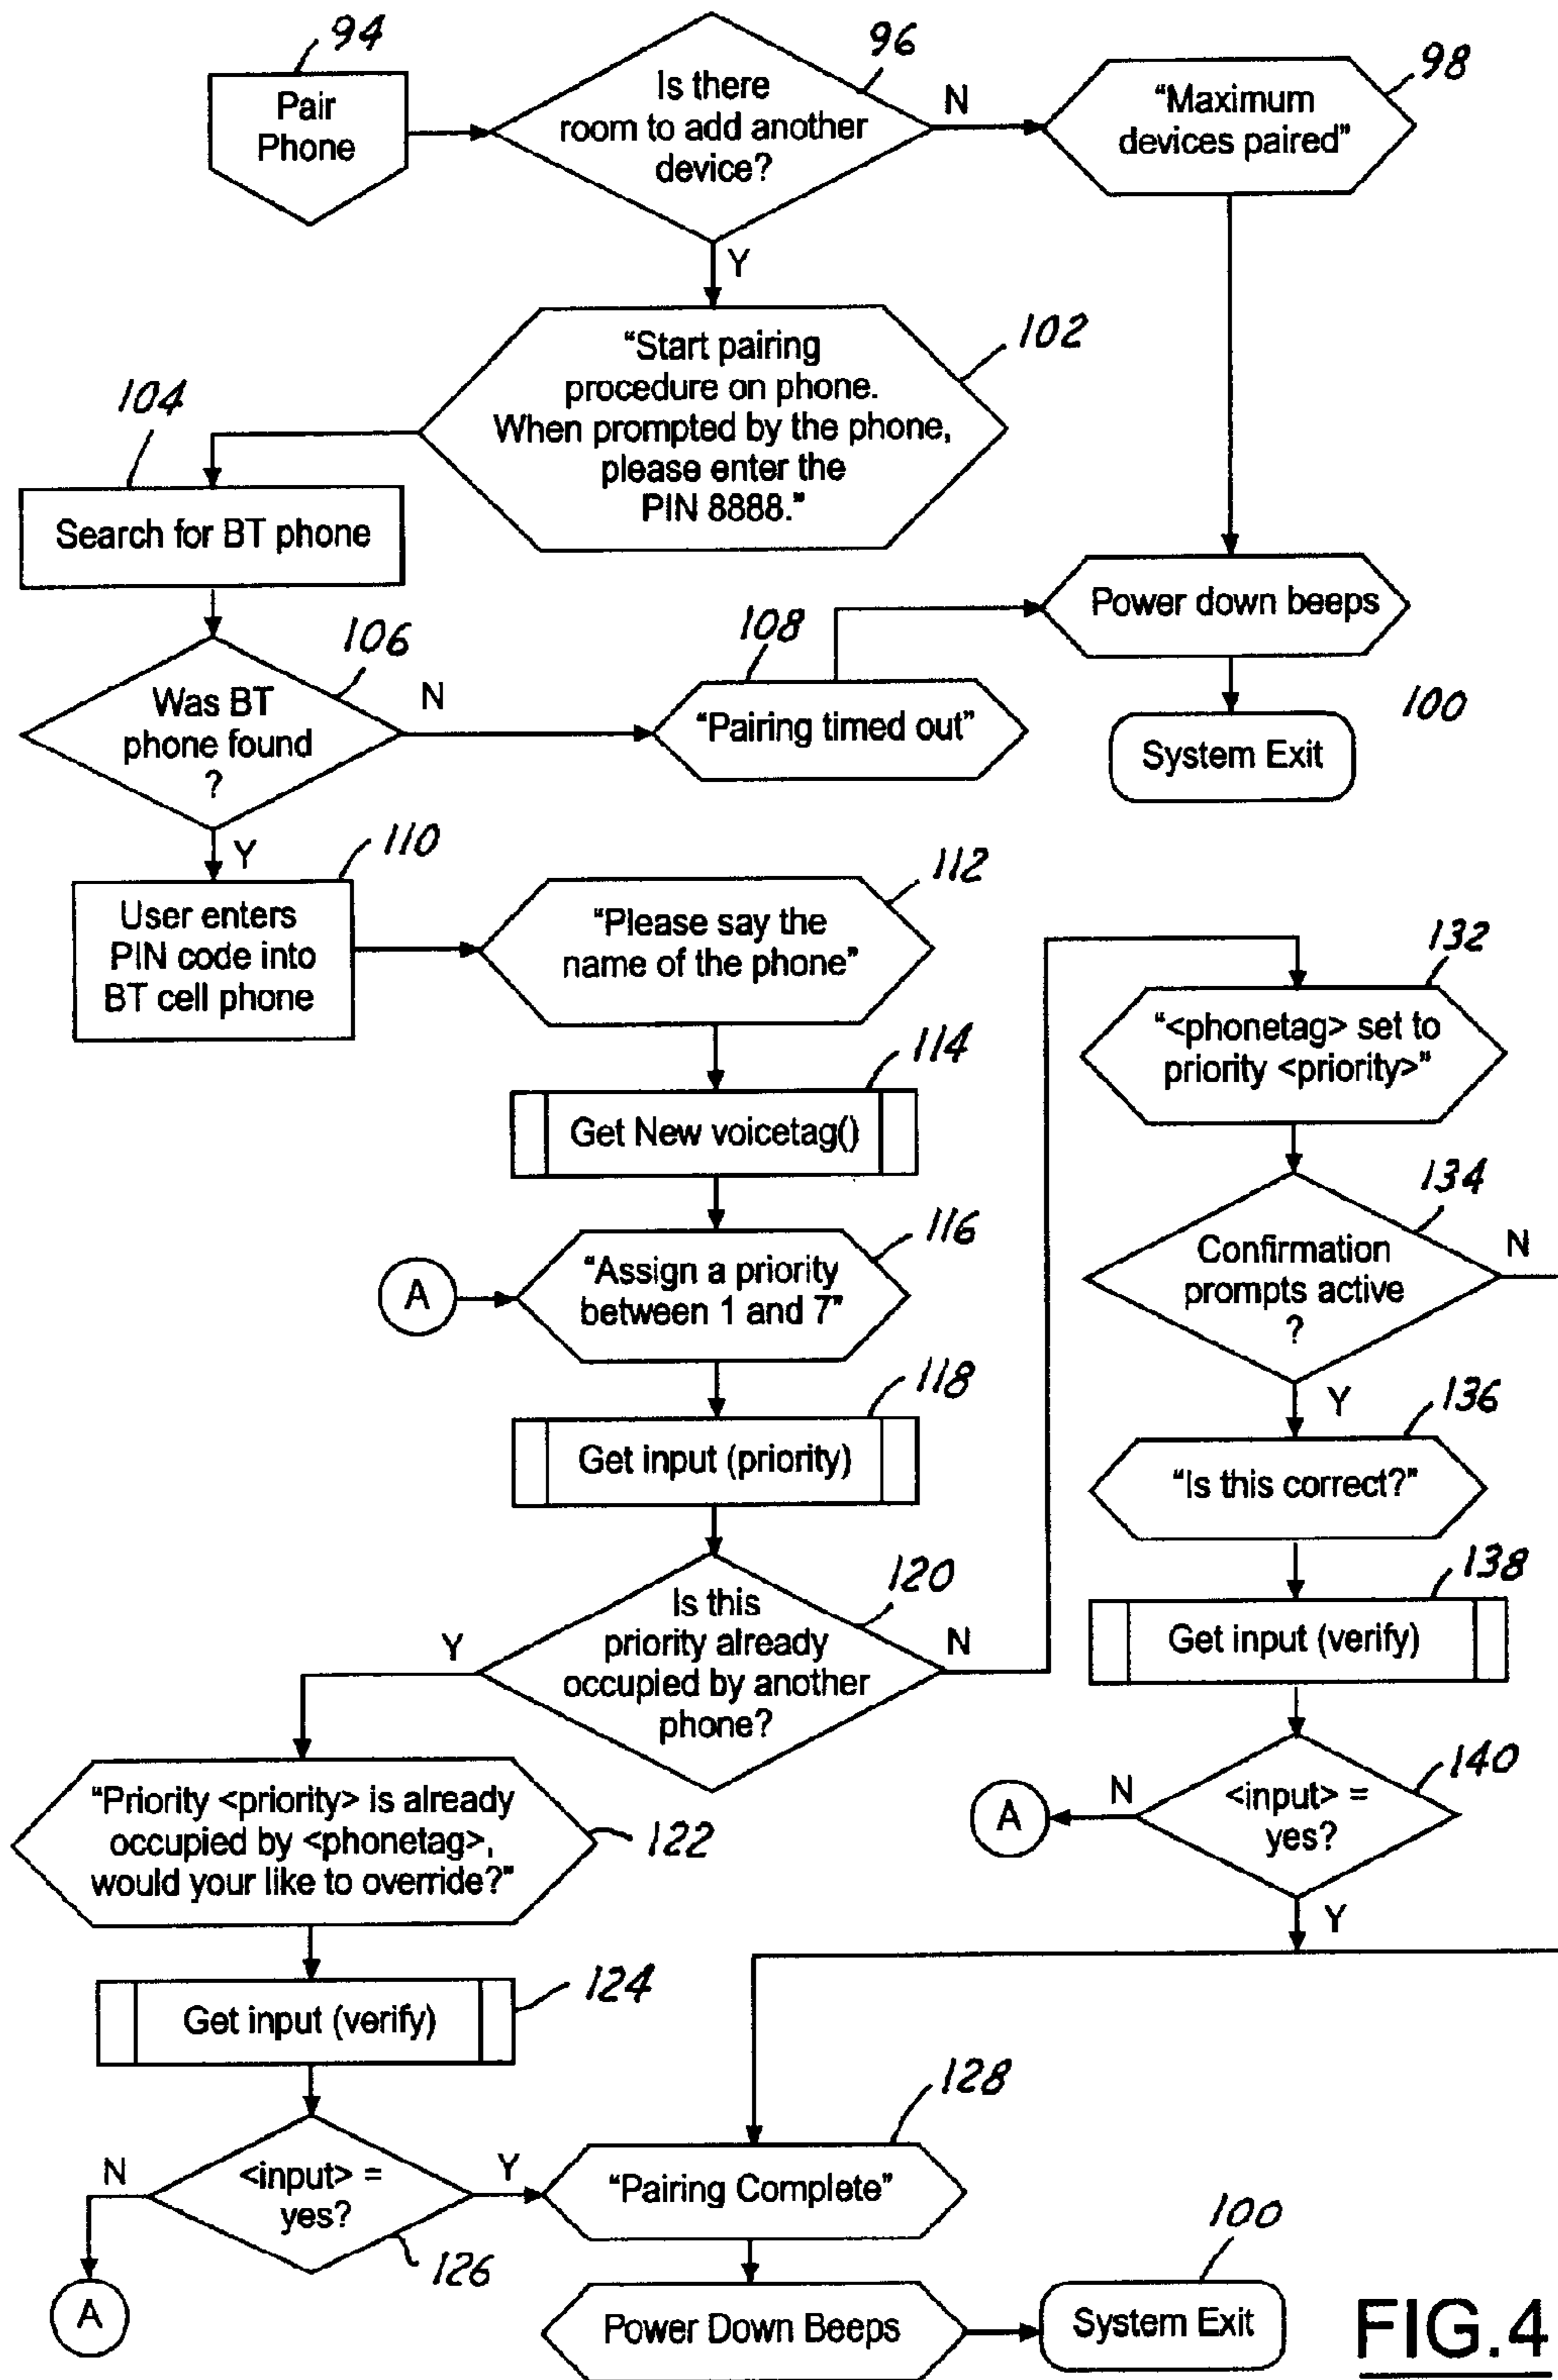 94
Pair
Phone
96
Is there
room to add another
device?
N
Y
98
“Maximum
devices paired”
102
“Start pairing
procedure on phone.
When prompted by the phone,
please enter the
PIN 8888.”
104
Search for BT phone
106
Was BT
phone found
?
N
Y
108
“Pairing timed out”
Power down beeps
100
System Exit
110
User enters
PIN code into
BT cell phone
112
“Please say the
name of the phone”
114
Get New voicetag()
A
116
“Assign a priority
between 1 and 7”
118
Get input (priority)
120
Is this
priority already
occupied by another
phone?
Y
N
122
“Priority <priority> is already
occupied by <phonetag>,
would your like to override?”
124
Get input (verify)
126
<input> =
yes?
N
Y
A
132
“<phonetag> set to
priority <priority>”
134
Confirmation
prompts active
?
N
Y
136
“Is this correct?”
138
Get input (verify)
140
<input> =
yes?
N
A
Y
128
“Pairing Complete”
Power Down Beeps
100
System Exit
FIG.4